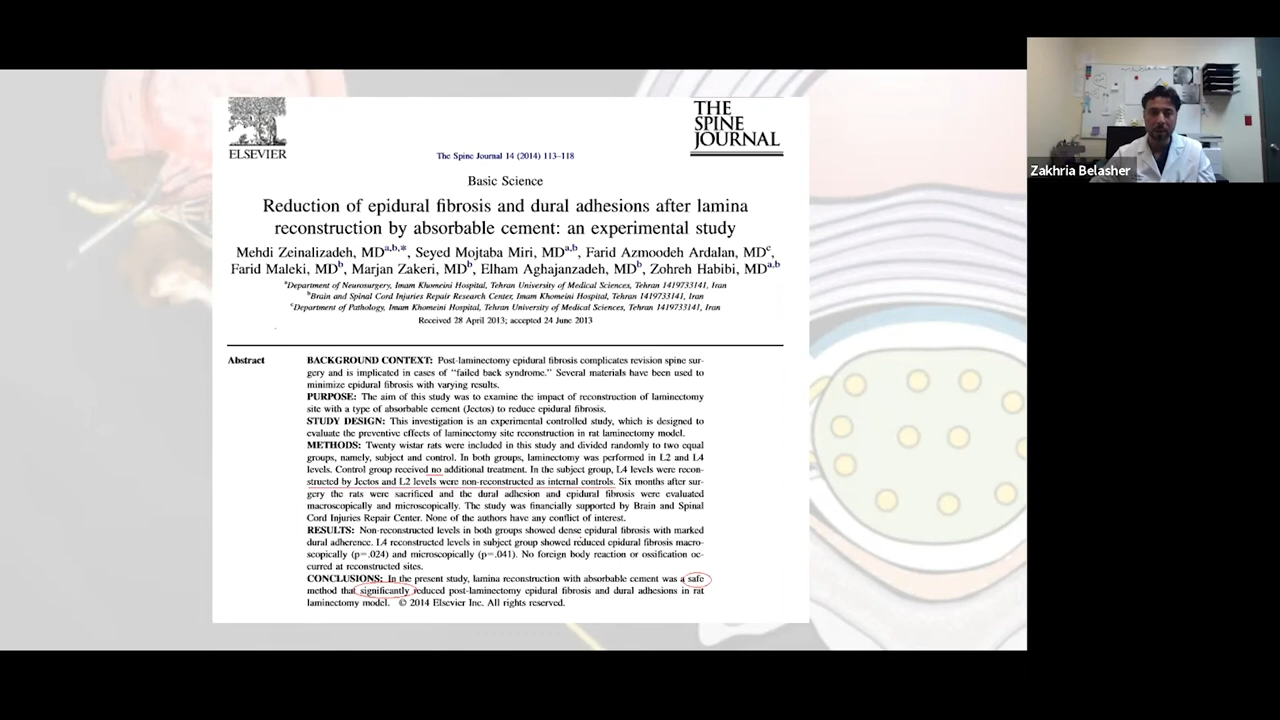 ELSEVIER
THE
SPINE
JOURNAL
The Spine Journal 14 (2014) 113–118
Basic Science
Reduction of epidural fibrosis and dural adhesions after lamina
reconstruction by absorbable cement: an experimental study
Mehdi Zeinalizadeh, MDa,b,*, Seyed Mojtaba Miri, MDa,b, Farid Azmoodeh Ardalan, MDc,
Farid Maleki, MDb, Marjan Zakeri, MDb, Elham Aghajanzadeh, MDb, Zohreh Habibi, MDa,b
aDepartment of Neurosurgery, Imam Khomeini Hospital, Tehran University of Medical Sciences, Tehran 1419733141, Iran
bBrain and Spinal Cord Injuries Repair Research Center, Imam Khomeini Hospital, Tehran 1419733141, Iran
cDepartment of Pathology, Imam Khomeini Hospital, Tehran University of Medical Sciences, Tehran 1419733141, Iran
Received 28 April 2013; accepted 24 June 2013
Abstract
BACKGROUND CONTEXT: Post-laminectomy epidural fibrosis complicates revision spine sur-
gery and is implicated in cases of “failed back syndrome.” Several materials have been used to
minimize epidural fibrosis with varying results.
PURPOSE: The aim of this study was to examine the impact of reconstruction of laminectomy
site with a type of absorbable cement (Jectos) to reduce epidural fibrosis.
STUDY DESIGN: This investigation is an experimental controlled study, which is designed to
evaluate the preventive effects of laminectomy site reconstruction in rat laminectomy model.
METHODS: Twenty wistar rats were included in this study and divided randomly to two equal
groups, namely, subject and control. In both groups, laminectomy was performed in L2 and L4
levels. Control group received no additional treatment. In the subject group, L4 levels were recon-
structed by Jectos and L2 levels were non-reconstructed as internal controls. Six months after sur-
gery the rats were sacrificed and the dural adhesion and epidural fibrosis were evaluated
macroscopically and microscopically. The study was financially supported by Brain and Spinal
Cord Injuries Repair Center. None of the authors have any conflict of interest.
RESULTS: Non-reconstructed levels in both groups showed dense epidural fibrosis with marked
dural adherence. L4 reconstructed levels in subject group showed reduced epidural fibrosis macro-
scopically (p=.024) and microscopically (p=.041). No foreign body reaction or ossification oc-
curred at reconstructed sites.
CONCLUSIONS: In the present study, lamina reconstruction with absorbable cement was a safe
method that significantly reduced post-laminectomy epidural fibrosis and dural adhesions in rat
laminectomy model. © 2014 Elsevier Inc. All rights reserved.
Zakhria Belasher